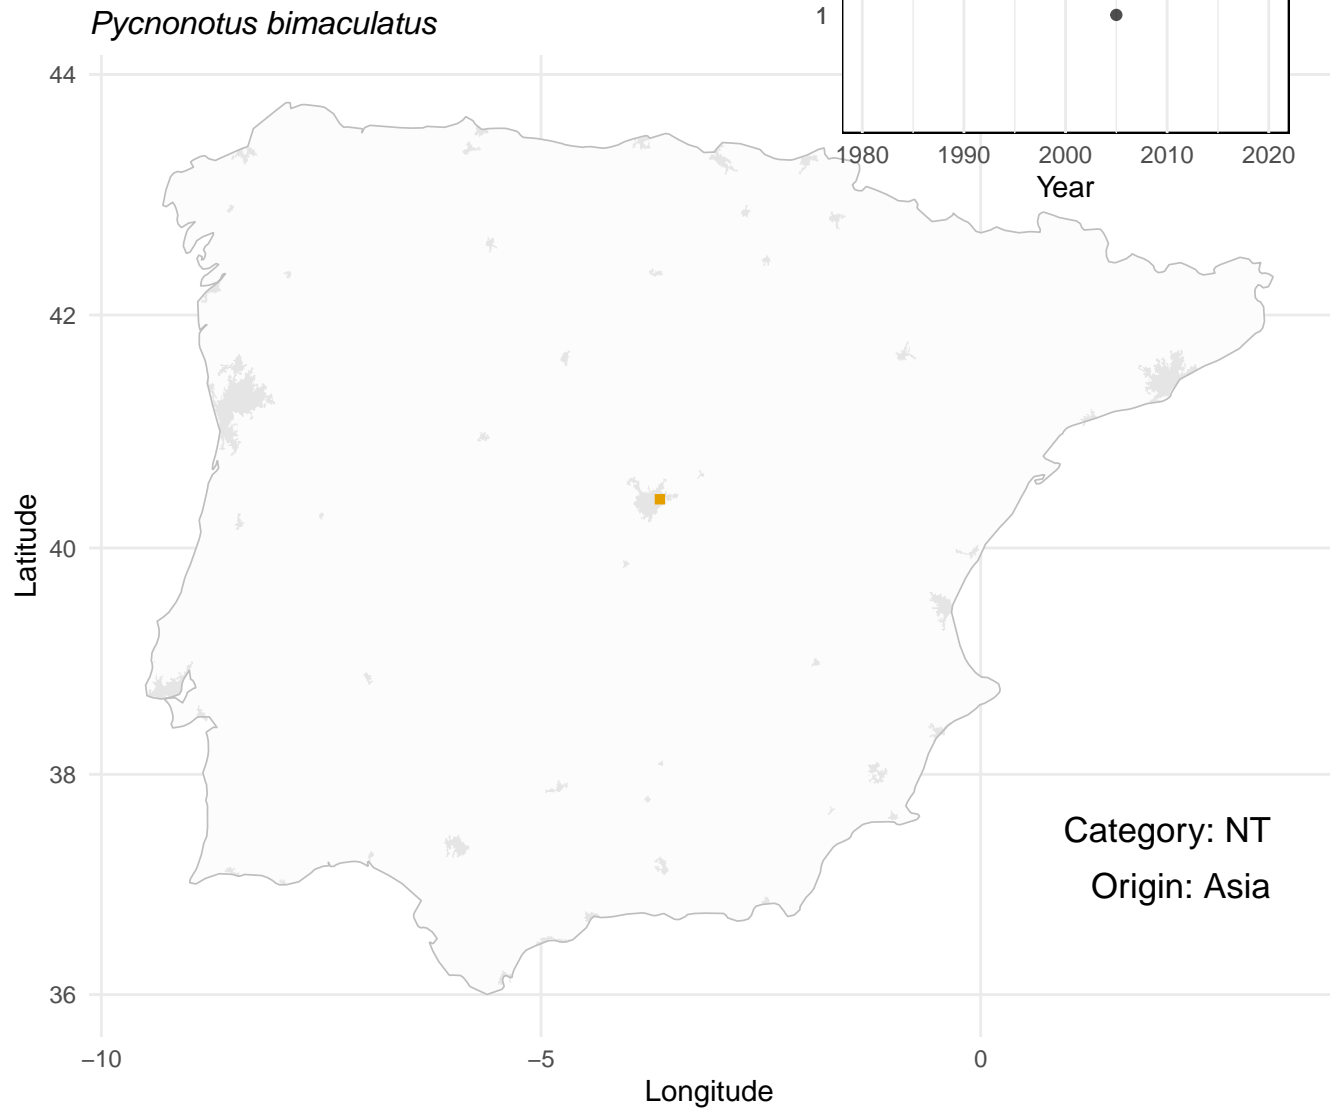 Pycnonotus bimaculatus
1
1980 1990 2000 2010 2020
Year
44
42
40
38
36
Latitude
Category: NT
Origin: Asia
−10 −5 0
Longitude